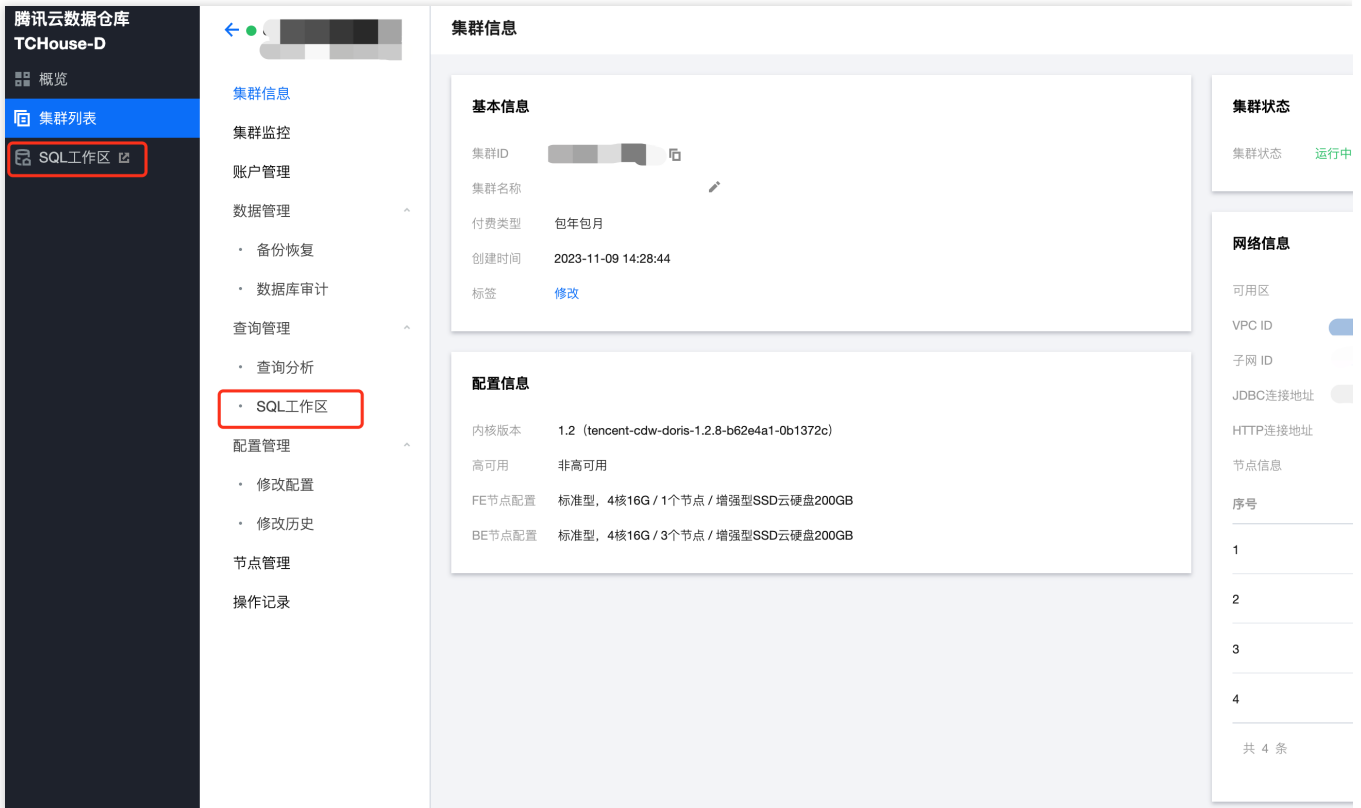 腾讯云数据仓库
TCHouse-D
概览
集群列表
SQL工作区
集群信息
集群监控
账户管理
数据管理
· 备份恢复
· 数据库审计
查询管理
· 查询分析
· SQL工作区
配置管理
· 修改配置
· 修改历史
节点管理
操作记录
集群信息
基本信息
集群ID
集群名称
付费类型 包年包月
创建时间 2023-11-09 14:28:44
标签 修改
配置信息
内核版本 1.2（tencent-cdw-doris-1.2.8-b62e4a1-0b1372c）
高可用 非高可用
FE节点配置 标准型，4核16G / 1个节点 / 增强型SSD云硬盘200GB
BE节点配置 标准型，4核16G / 3个节点 / 增强型SSD云硬盘200GB
集群状态
集群状态 运行中
网络信息
可用区
VPC ID
子网 ID
JDBC连接地址
HTTP连接地址
节点信息
序号
1
2
3
4
共 4 条